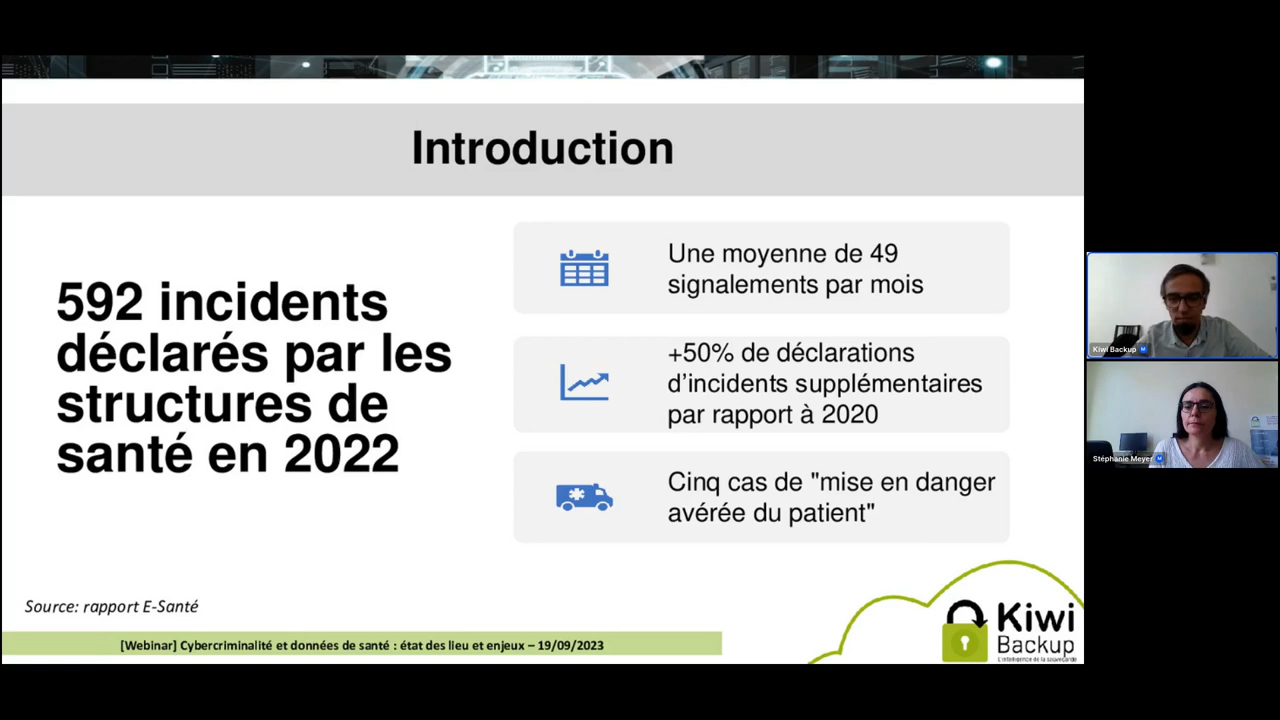 Introduction
592 incidents
déclarés par les
structures de
santé en 2022
Une moyenne de 49
signalements par mois
+50% de déclarations
d’incidents supplémentaires
par rapport à 2020
Cinq cas de "mise en danger
avérée du patient"
Source: rapport E-Santé
[Webinar] Cybercriminalité et données de santé : état des lieu et enjeux – 19/09/2023
Kiwi
Backup
L'intelligence de la sauvegarde
Kiwi Backup
Stéphanie Meyer